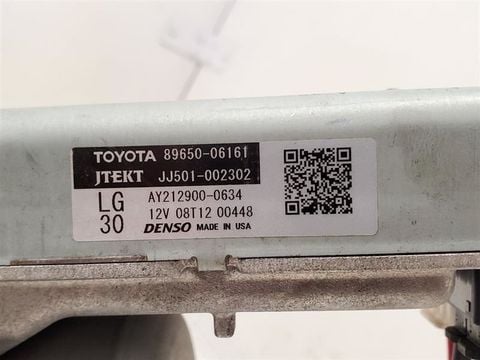 TOYOTA 89650-06161
JTEKT JJ501-002302
LG AY212900-0634
30 12V 08T12 00448
DENSO MADE IN USA